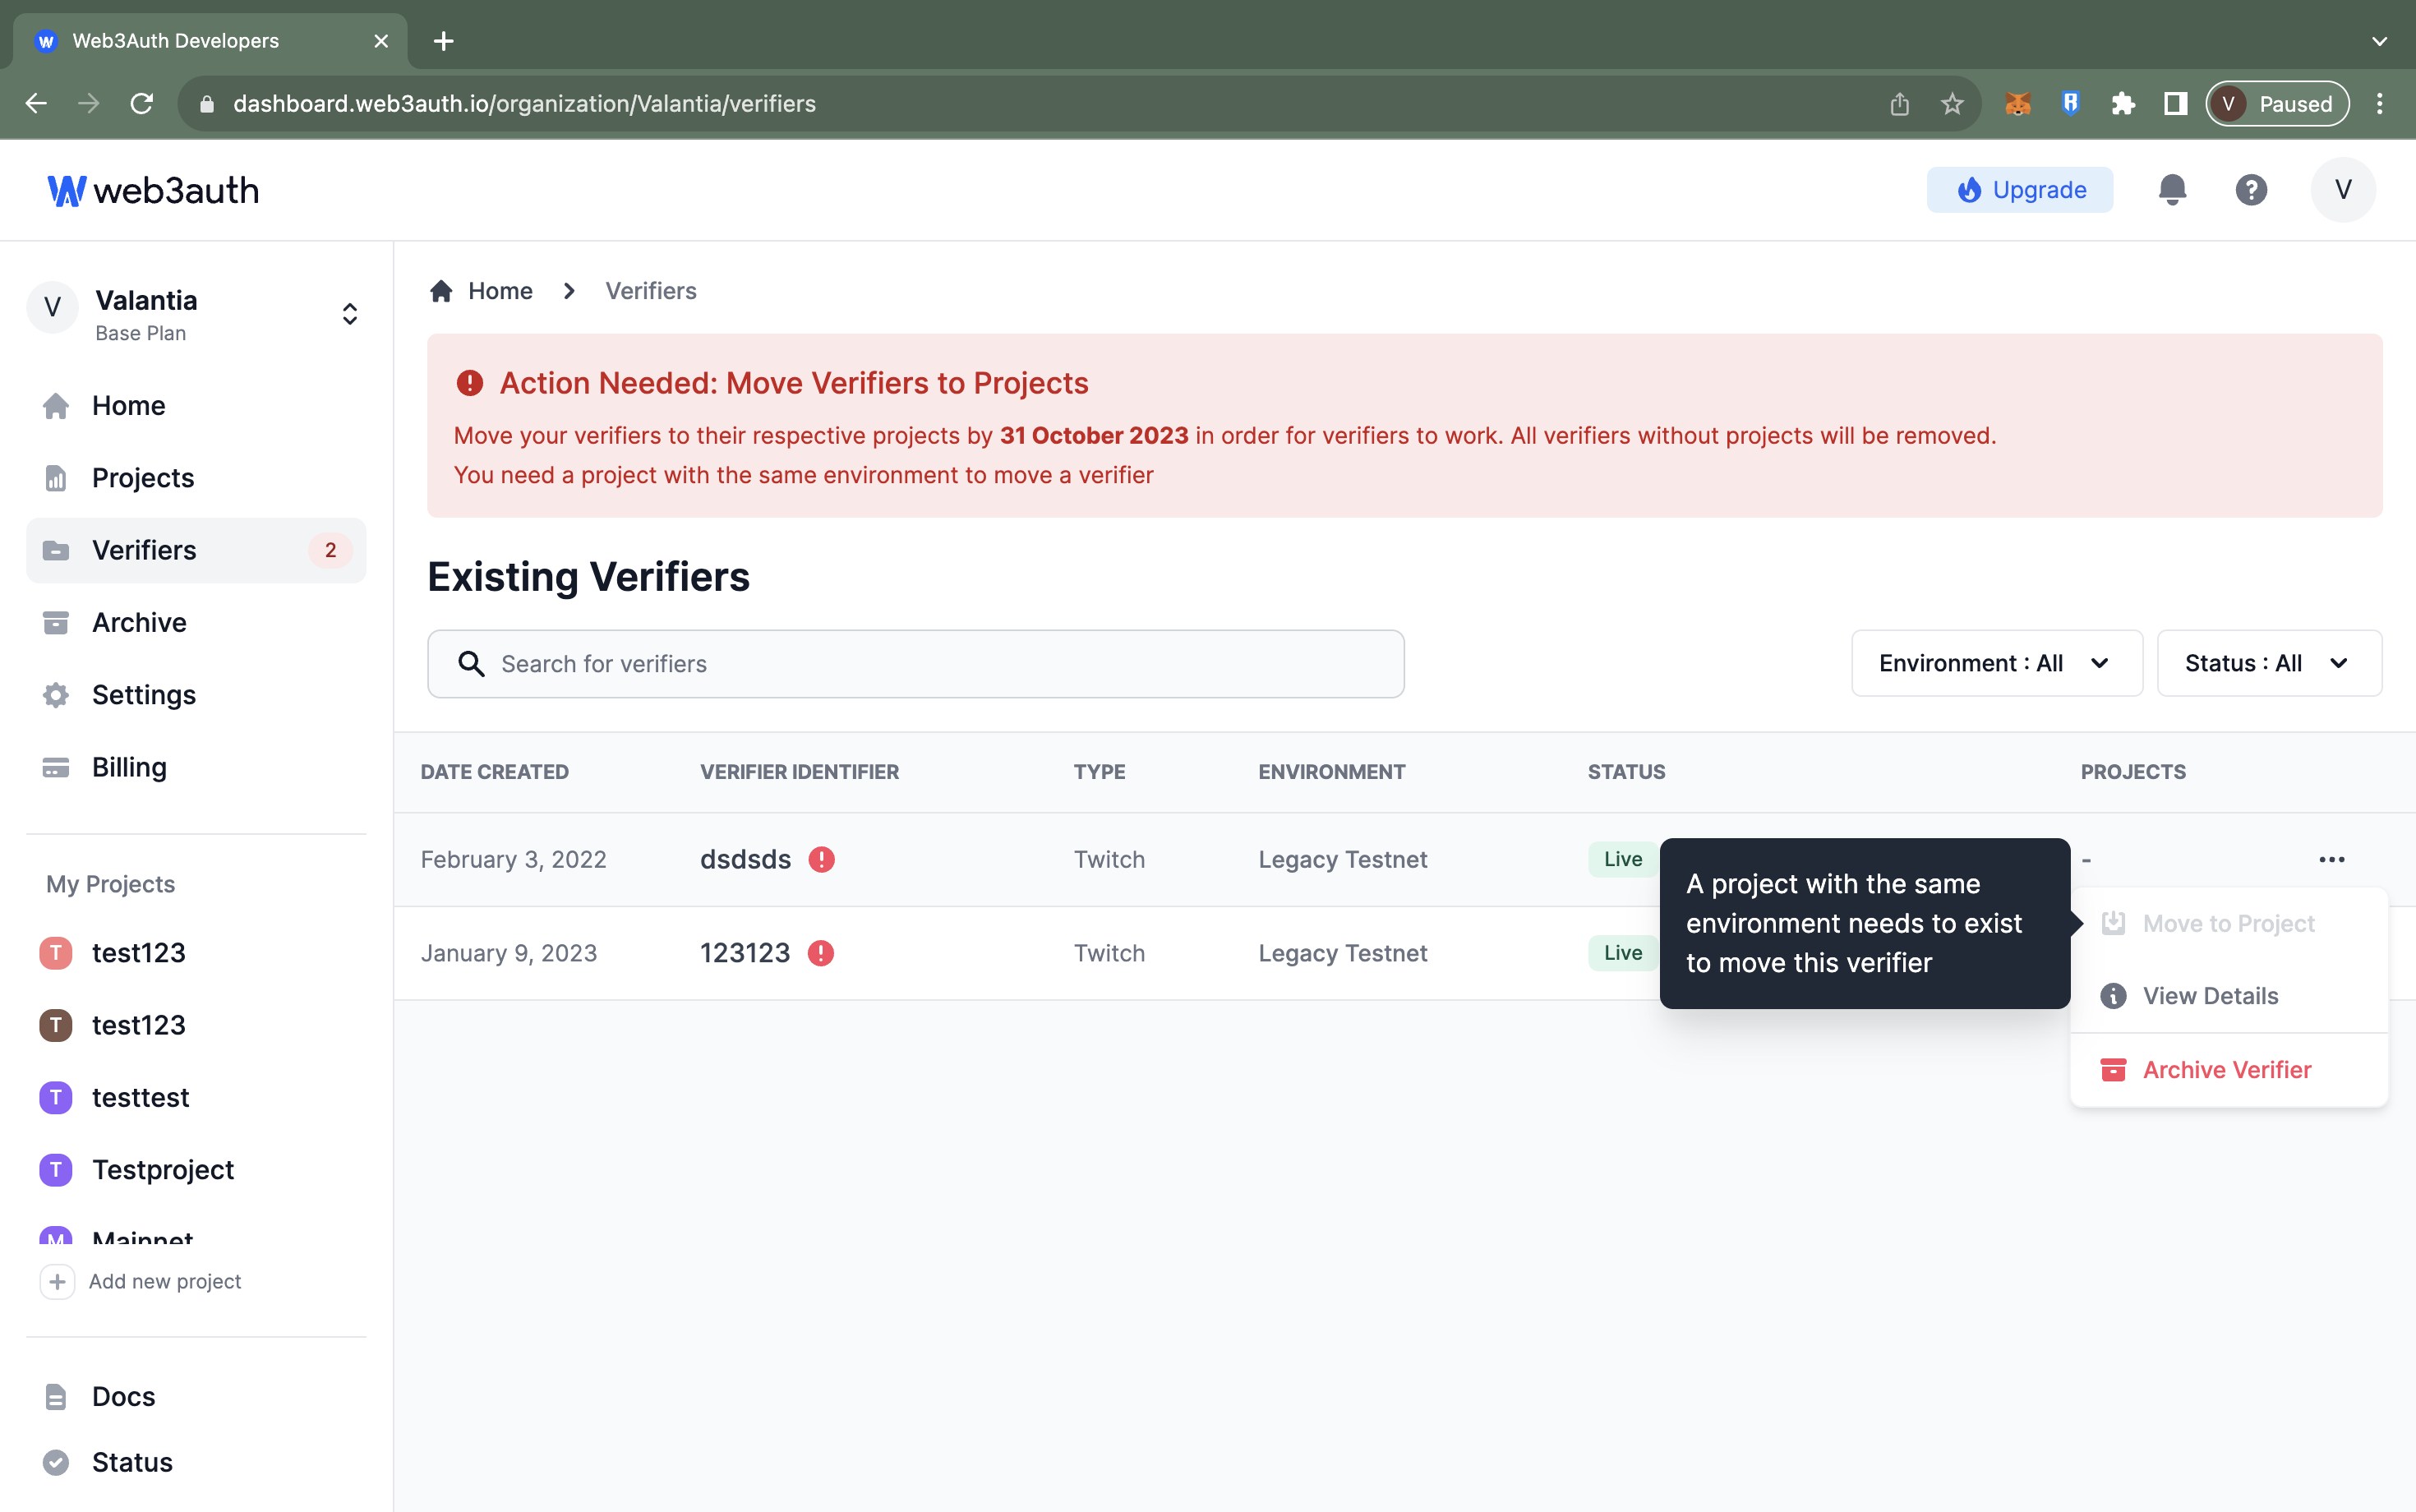 Web3Auth Developers
dashboard.web3auth.io/organization/Valantia/verifiers
V Paused
web3auth
Upgrade
V
V Valantia
Base Plan
Home
Projects
Verifiers 2
Archive
Settings
Billing
My Projects
T test123
T test123
T testtest
T Testproject
M Mainnet
Add new project
Docs
Status
Home Verifiers
Action Needed: Move Verifiers to Projects
Move your verifiers to their respective projects by 31 October 2023 in order for verifiers to work. All verifiers without projects will be removed.
You need a project with the same environment to move a verifier
Existing Verifiers
Search for verifiers
Environment : All
Status : All
DATE CREATED VERIFIER IDENTIFIER TYPE ENVIRONMENT STATUS PROJECTS
February 3, 2022 dsdsds Twitch Legacy Testnet Live -
January 9, 2023 123123 Twitch Legacy Testnet Live
A project with the same
environment needs to exist
to move this verifier
Move to Project
View Details
Archive Verifier